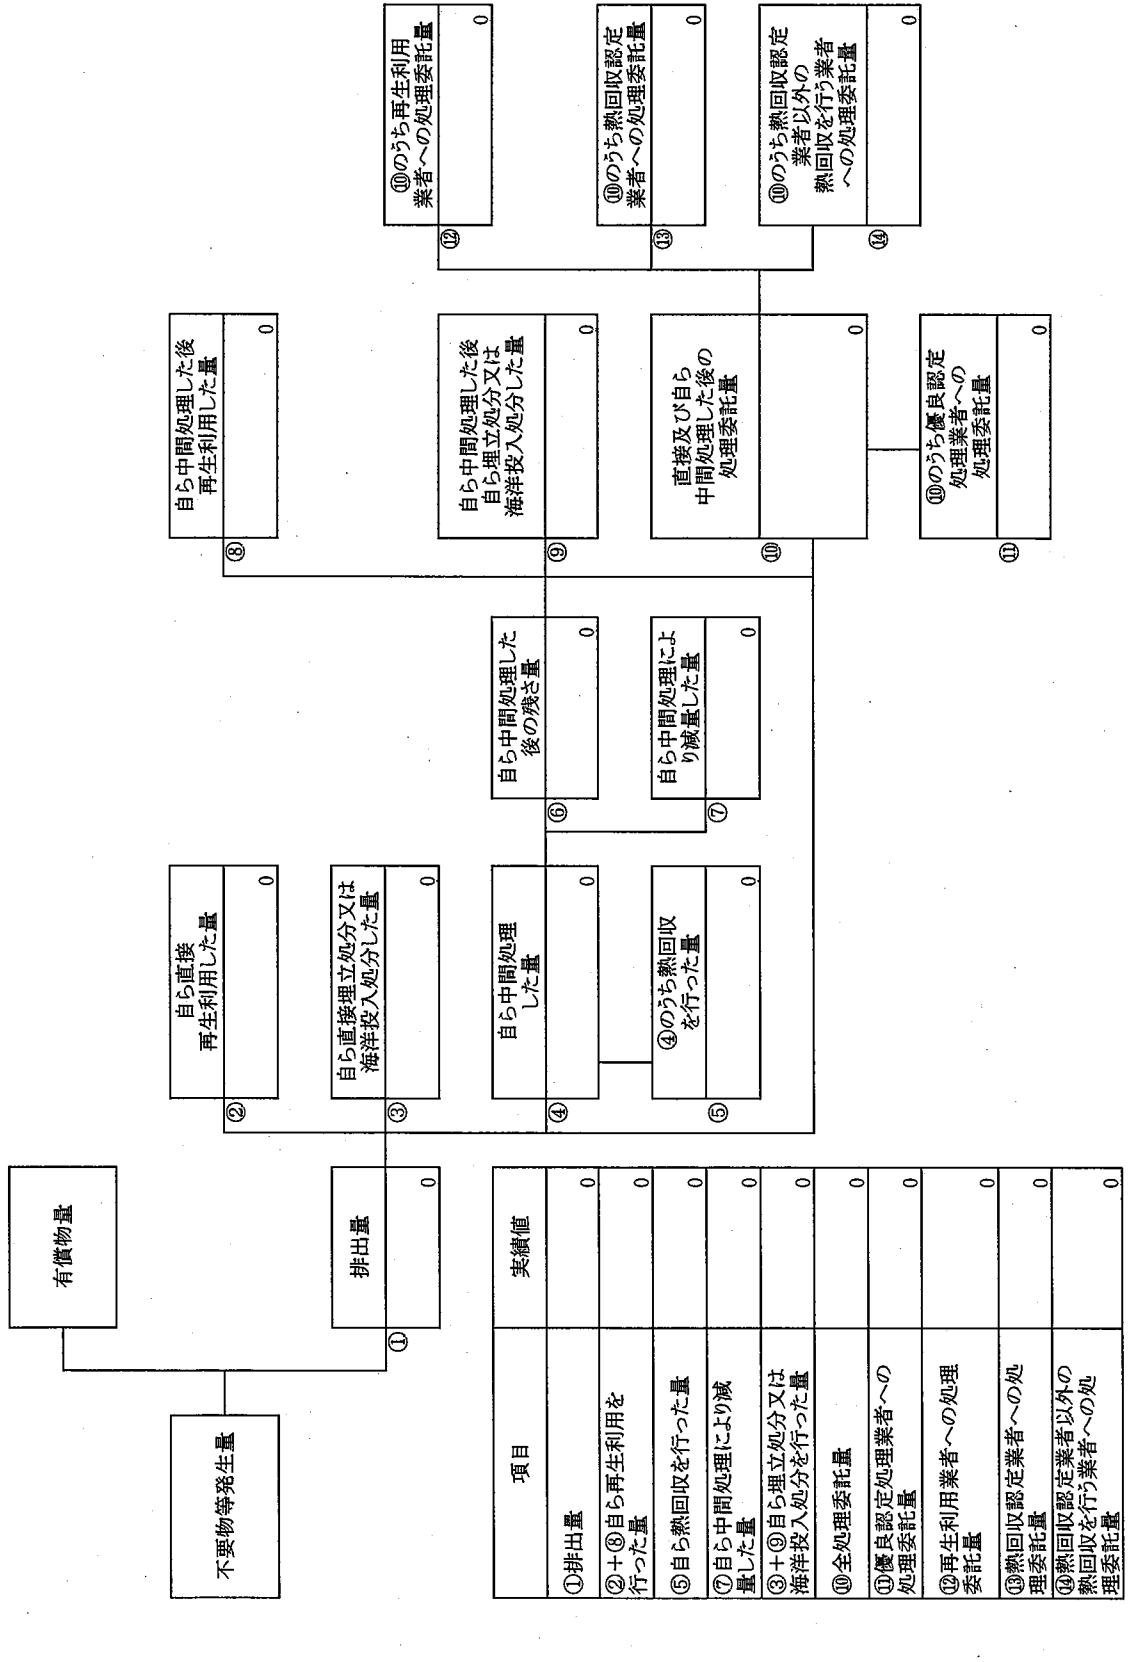 不要物等発生量
有償物量
排出量
①
0
自ら直接
再生利用した量
②
0
自ら直接埋立処分又は
海洋投入処分した量
③
0
自ら中間処理
した量
④
0
④のうち熱回収
を行った量
⑤
0
自ら中間処理した
後の残さ量
⑥
0
自ら中間処理によ
り減量した量
⑦
0
自ら中間処理した後
再生利用した量
⑧
0
自ら中間処理した後
自ら埋立処分又は
海洋投入処分した量
⑨
0
直接及び自ら
中間処理した後の
処理委託量
⑩
0
⑩のうち優良認定
処理業者への
処理委託量
⑪
0
⑩のうち再生利用
業者への処理委託量
⑫
0
⑩のうち熱回収認定
業者への処理委託量
⑬
0
⑩のうち熱回収認定
業者以外の
熱回収を行う業者
への処理委託量
⑭
0
項目 実績値
①排出量 0
②+⑧自ら再生利用を
行った量 0
⑤自ら熱回収を行った量 0
⑦自ら中間処理により減
量した量 0
③+⑨自ら埋立処分又は
海洋投入処分を行った量 0
⑩全処理委託量 0
⑪優良認定処理業者への
処理委託量 0
⑫再生利用業者への処理
委託量 0
⑬熱回収認定業者への処
理委託量 0
⑭熱回収認定業者以外の
熱回収を行う業者への処
理委託量 0